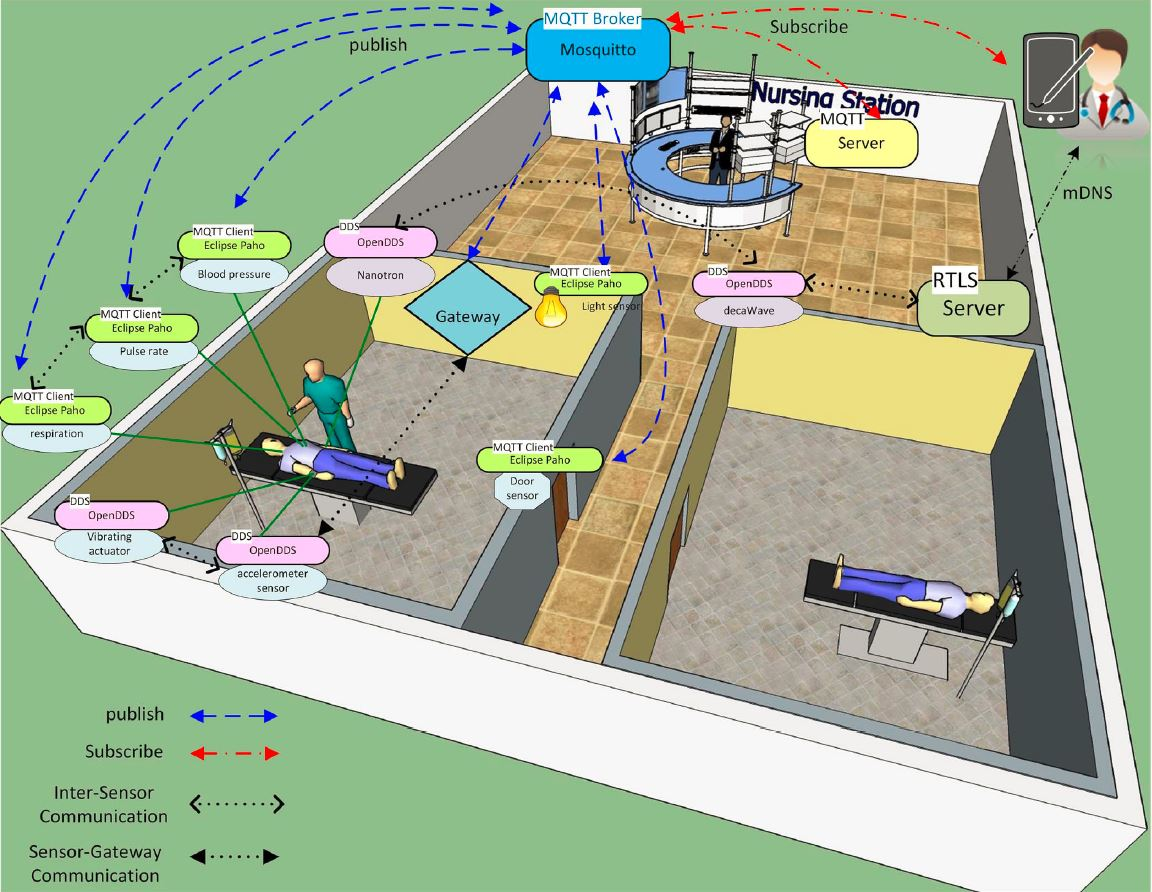 MQTT Broker
Mosquitto
publish
Subscribe
Nursing Station
MQTT
Server
mDNS
MQTT Client
Eclipse Paho
Blood pressure
DDS
OpenDDS
Nanotron
MQTT Client
Eclipse Paho
Light sensor
DDS
OpenDDS
decaWave
RTLS
Server
Gateway
MQTT Client
Eclipse Paho
Pulse rate
MQTT Client
Eclipse Paho
respiration
MQTT Client
Eclipse Paho
Door
sensor
DDS
OpenDDS
Vibrating
actuator
DDS
OpenDDS
accelerometer
sensor
publish
Subscribe
Inter-Sensor
Communication
Sensor-Gateway
Communication